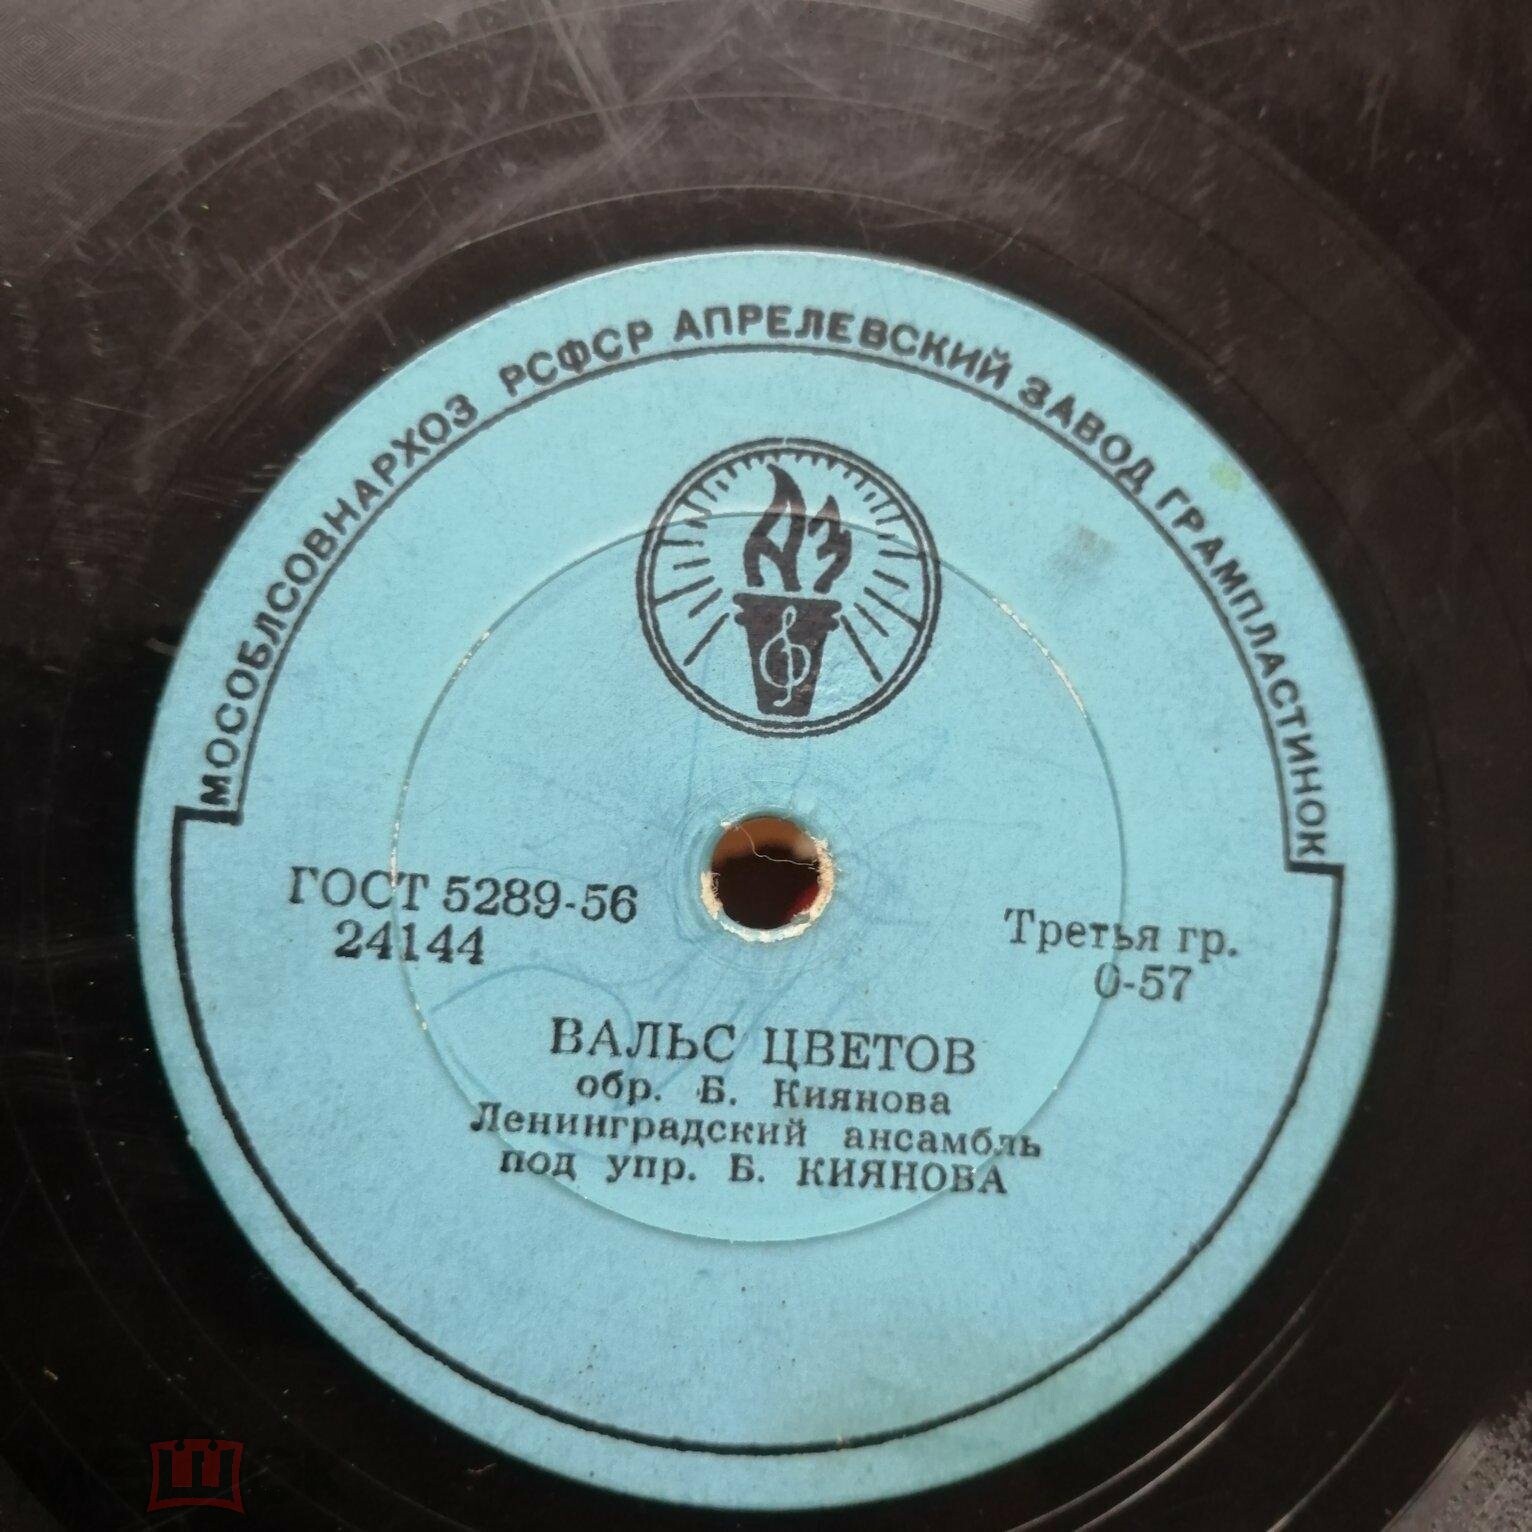 МОСОБЛСОВНАРХОЗ РСФСР АПРЕЛЕВСКИЙ ЗАВОД ГРАМПЛАСТИНОК
АЗ
ГОСТ 5289-56
24144
Третья гр.
0-57
ВАЛЬС ЦВЕТОВ
обр. Б. Киянова
Ленинградский ансамбль
под упр. Б. КИЯНОВА